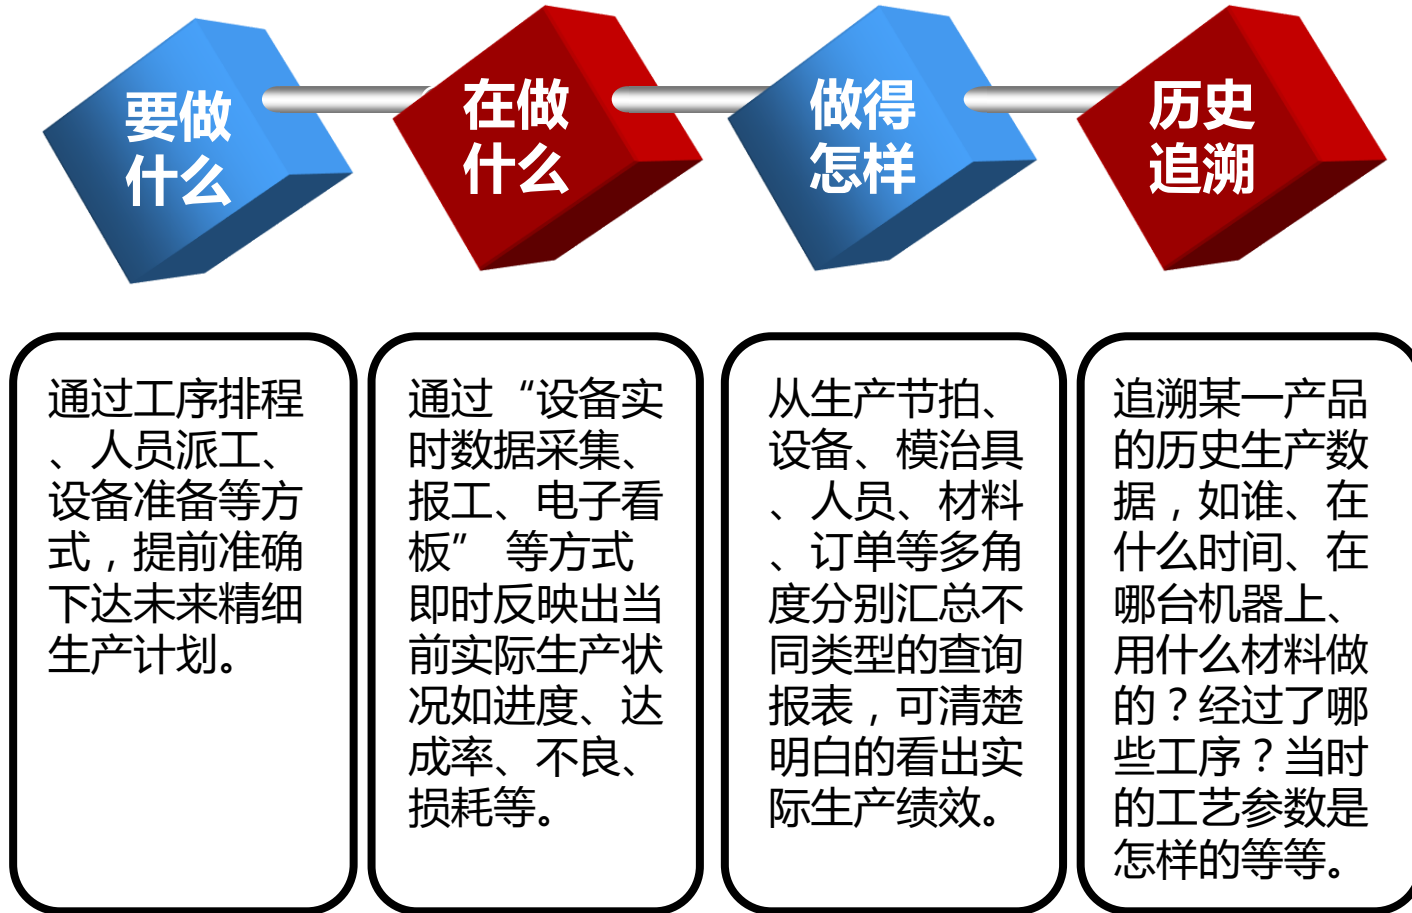 要做
什么
在做
什么
做得
怎样
历史
追溯
通过工序排程
、人员派工、
设备准备等方
式，提前准确
下达未来精细
生产计划。
通过“设备实
时数据采集、
报工、电子看
板” 等方式
即时反映出当
前实际生产状
况如进度、达
成率、不良、
损耗等。
从生产节拍、
设备、模治具
、人员、材料
、订单等多角
度分别汇总不
同类型的查询
报表，可清楚
明白的看出实
际生产绩效。
追溯某一产品
的历史生产数
据，如谁、在
什么时间、在
哪台机器上、
用什么材料做
的？经过了哪
些工序？当时
的工艺参数是
怎样的等等。